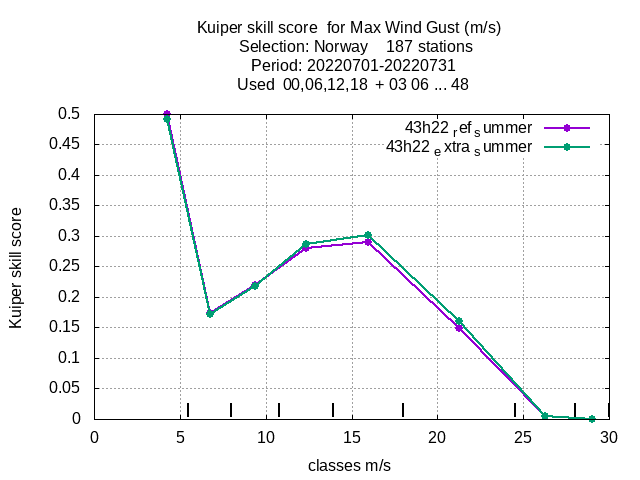 Kuiper skill score  for Max Wind Gust (m/s)
Selection: Norway    187 stations
Period: 20220701-20220731
Used  00,06,12,18  + 03 06 ... 48
43h22 ref summer
43h22 extra summer
0.5
0.45
0.4
0.35
0.3
0.25
0.2
0.15
0.1
0.05
0
Kuiper skill score
0 5 10 15 20 25 30
classes m/s